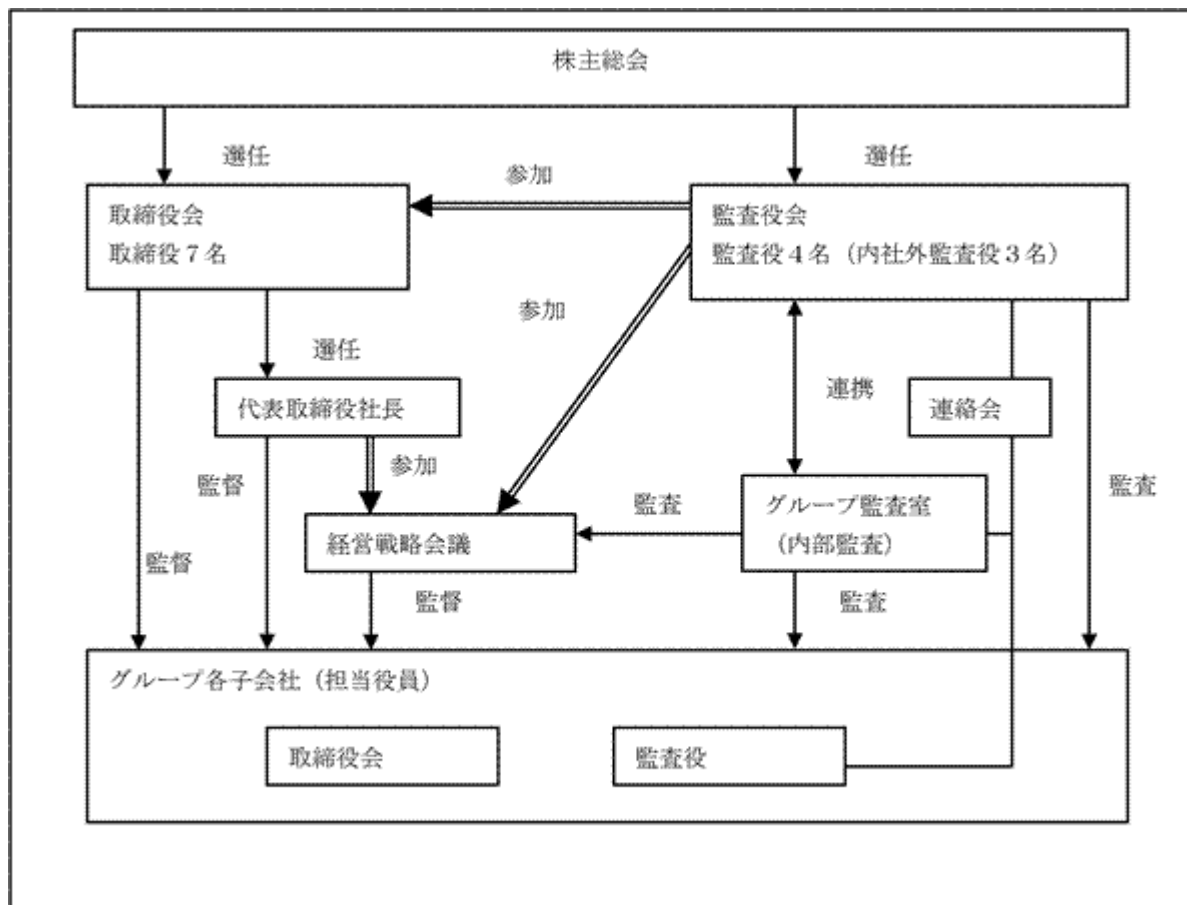 株主総会
選任
選任
参加
取締役会
取締役７名
監査役会
監査役４名（内社外監査役３名）
参加
選任
代表取締役社長
連携
連絡会
参加
監督
監査
グループ監査室
（内部監査）
監査
経営戦略会議
監督
監督
監査
グループ各子会社（担当役員）
取締役会
監査役